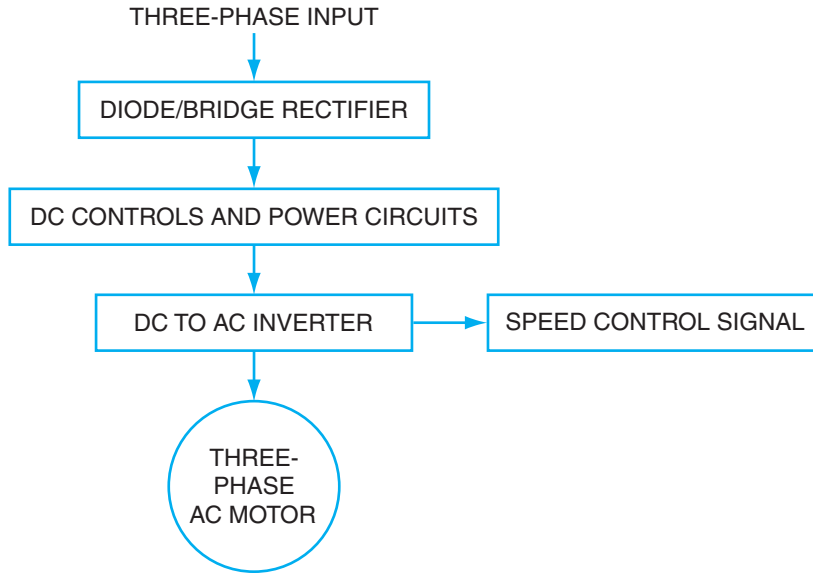 THREE-PHASE INPUT
DIODE/BRIDGE RECTIFIER
DC CONTROLS AND POWER CIRCUITS
DC TO AC INVERTER
SPEED CONTROL SIGNAL
THREE-
PHASE
AC MOTOR